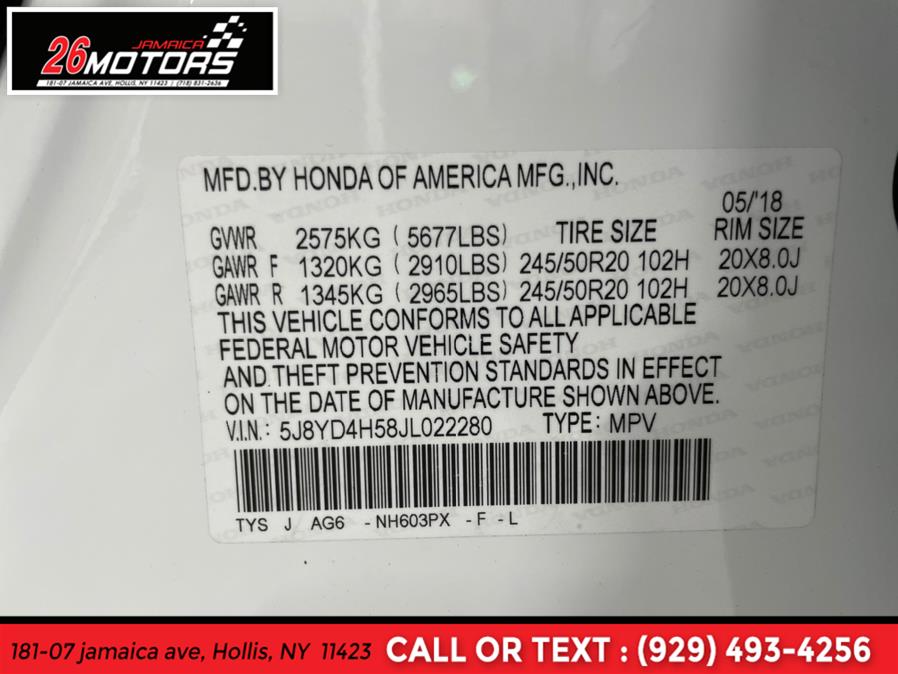 JAMAICA
26MOTORS
181-07 JAMAICA AVE, HOLLIS, NY 11423 | (718) 831-2636
MFD.BY HONDA OF AMERICA MFG.,INC.
05/'18
GVWR 2575KG ( 5677LBS) TIRE SIZE RIM SIZE
GAWR F 1320KG ( 2910LBS) 245/50R20 102H 20X8.0J
GAWR R 1345KG ( 2965LBS) 245/50R20 102H 20X8.0J
THIS VEHICLE CONFORMS TO ALL APPLICABLE
FEDERAL MOTOR VEHICLE SAFETY
AND THEFT PREVENTION STANDARDS IN EFFECT
ON THE DATE OF MANUFACTURE SHOWN ABOVE.
V.I.N.: 5J8YD4H58JL022280 TYPE: MPV
TYS J AG6 -NH603PX -F -L
181-07 jamaica ave, Hollis, NY 11423 CALL OR TEXT : (929) 493-4256